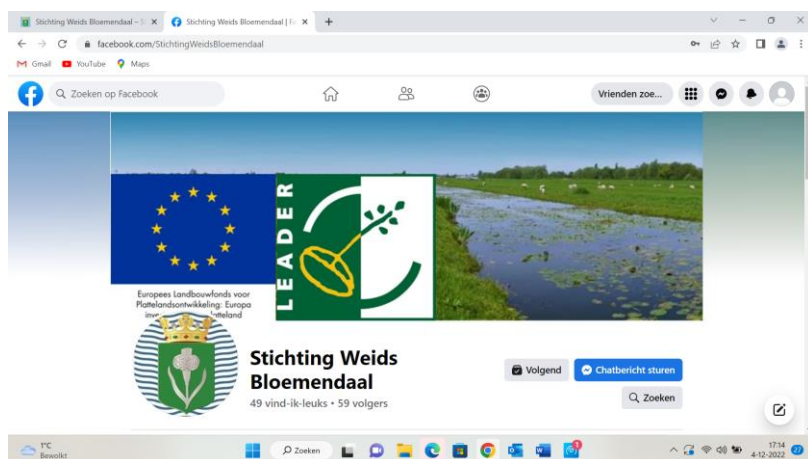 Stichting Weids Bloemendaal – S
Stichting Weids Bloemendaal | Fa
facebook.com/StichtingWeidsBloemendaal
Gmail
YouTube
Maps
Zoeken op Facebook
Vrienden zoe...
LEADER
Europees Landbouwfonds voor
Plattelandsontwikkeling: Europa
Stichting Weids
Bloemendaal
49 vind-ik-leuks • 59 volgers
Volgend
Chatbericht sturen
Zoeken
1°C
Bewolkt
Zoeken
17:14
4-12-2022
27